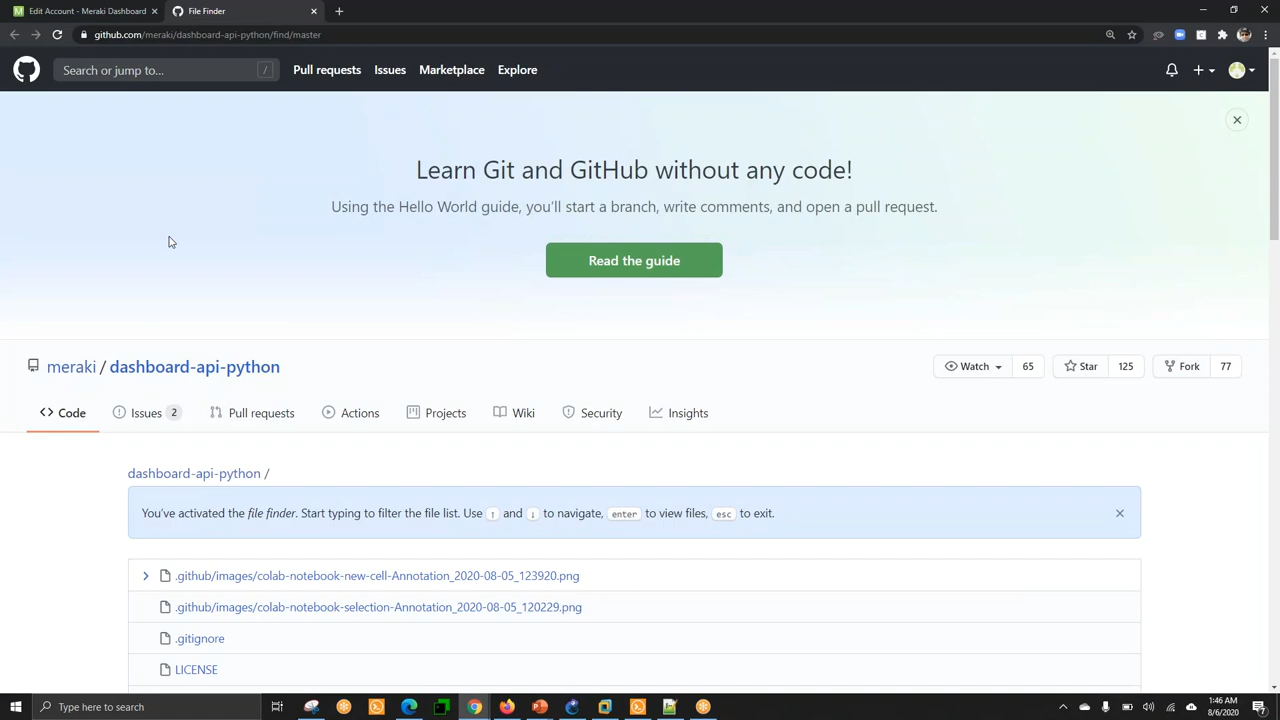 Edit Account - Meraki Dashboard
File Finder
github.com/meraki/dashboard-api-python/find/master
Search or jump to...
/
Pull requests
Issues
Marketplace
Explore
Learn Git and GitHub without any code!
Using the Hello World guide, you'll start a branch, write comments, and open a pull request.
Read the guide
meraki / dashboard-api-python
Watch 65
Star 125
Fork 77
Code
Issues 2
Pull requests
Actions
Projects
Wiki
Security
Insights
dashboard-api-python /
You've activated the file finder. Start typing to filter the file list. Use ↑ and ↓ to navigate, enter to view files, esc to exit.
.github/images/colab-notebook-new-cell-Annotation_2020-08-05_123920.png
.github/images/colab-notebook-selection-Annotation_2020-08-05_120229.png
.gitignore
LICENSE
Type here to search
1:46 AM
8/6/2020